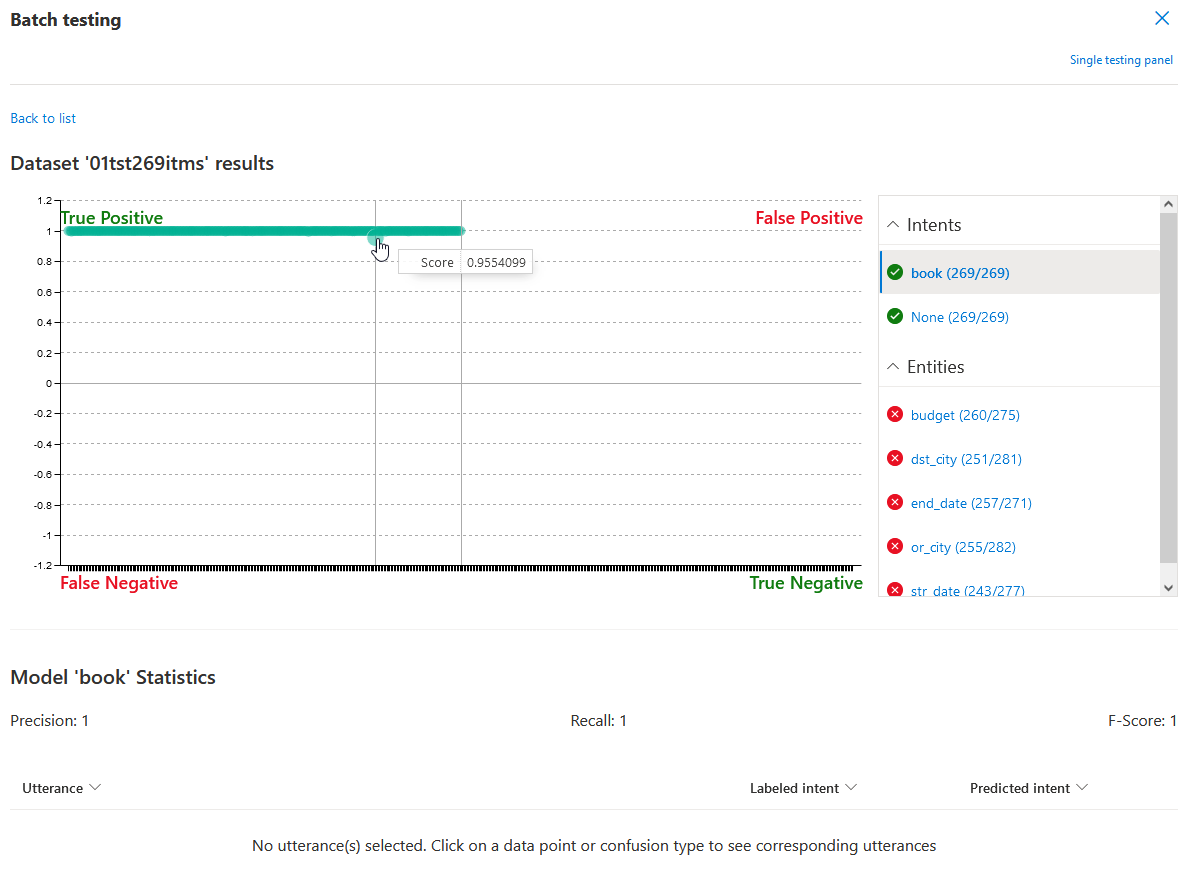 Batch testing
Single testing panel
Back to list
Dataset '01tst269itms' results
1.2
True Positive
False Positive
1
0.8
Score 0.9554099
0.6
0.4
0.2
0
-0.2
-0.4
-0.6
-0.8
-1
-1.2
False Negative
True Negative
Intents
book (269/269)
None (269/269)
Entities
budget (260/275)
dst_city (251/281)
end_date (257/271)
or_city (255/282)
str_date (243/277)
Model 'book' Statistics
Precision: 1
Recall: 1
F-Score: 1
Utterance
Labeled intent
Predicted intent
No utterance(s) selected. Click on a data point or confusion type to see corresponding utterances